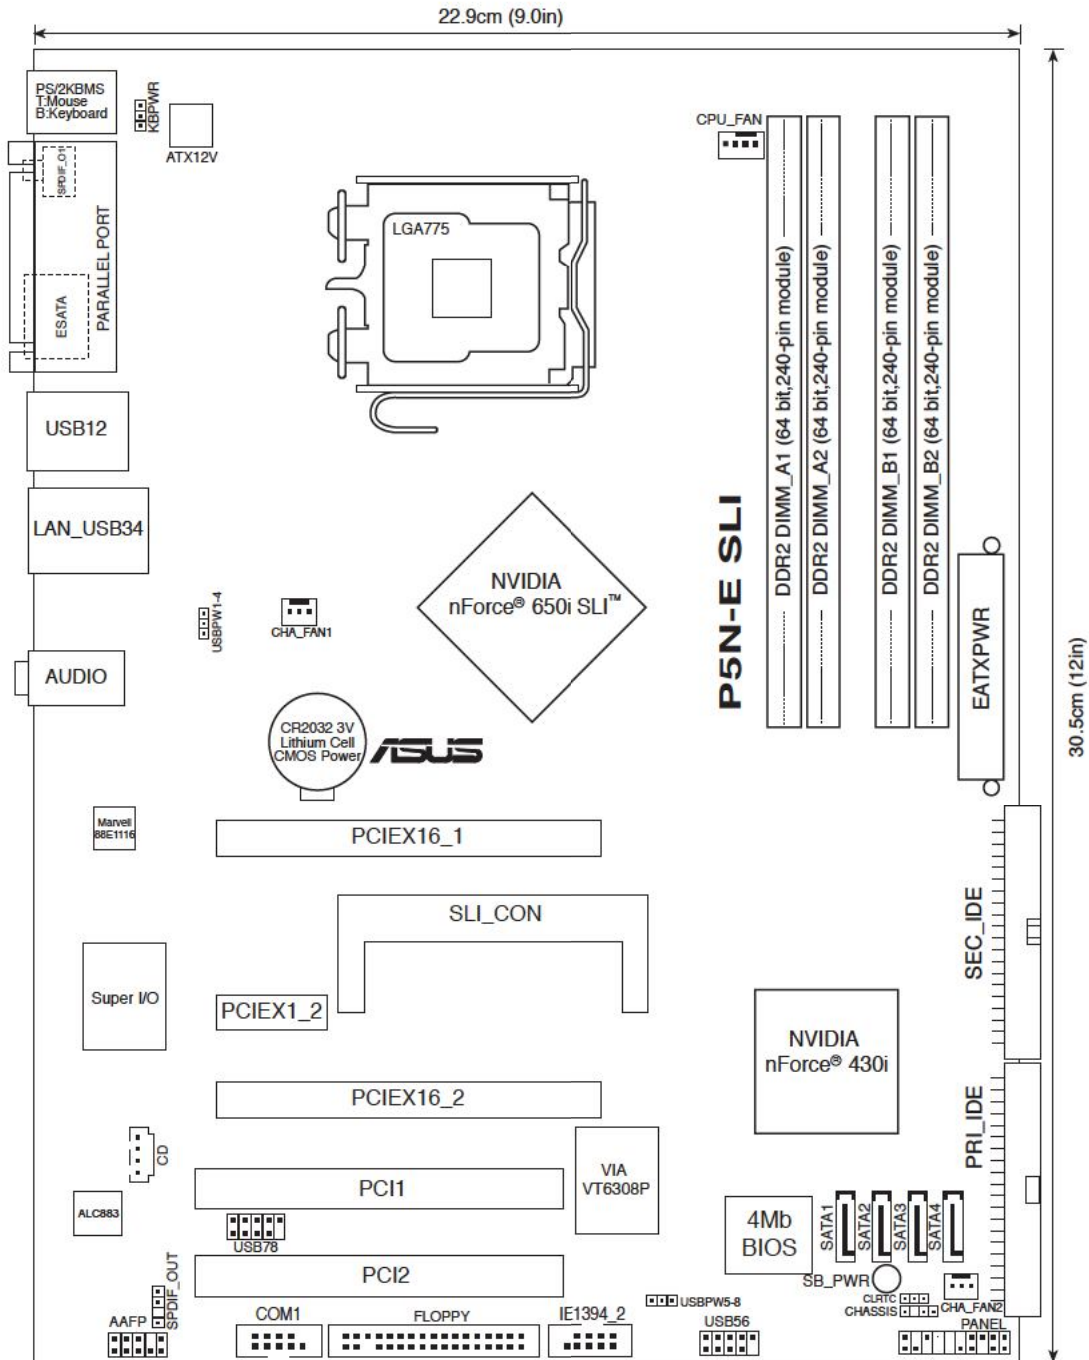 22.9cm (9.0in)
PS/2KBMS
T:Mouse
B:Keyboard
KBPWR
ATX12V
CPU_FAN
SPDIF_O1
PARALLEL PORT
ESATA
LGA775
DDR2 DIMM_A1 (64 bit,240-pin module)
DDR2 DIMM_A2 (64 bit,240-pin module)
DDR2 DIMM_B1 (64 bit,240-pin module)
DDR2 DIMM_B2 (64 bit,240-pin module)
USB12
LAN_USB34
P5N-E SLI
NVIDIA
nForce® 650i SLI™
USBPW1-4
CHA_FAN1
EATXPWR
30.5cm (12in)
AUDIO
CR2032 3V
Lithium Cell
CMOS Power
ASUS
Marvell
88E1116
PCIEX16_1
SLI_CON
SEC_IDE
Super I/O
PCIEX1_2
NVIDIA
nForce® 430i
PCIEX16_2
PRI_IDE
CD
VIA
VT6308P
PCI1
ALC883
4Mb
BIOS
SATA1
SATA2
SATA3
SATA4
USB78
PCI2
SB_PWR
SPDIF_OUT
USBPW5-8
CLRTC
CHASSIS
CHA_FAN2
AAFP
COM1
FLOPPY
IE1394_2
USB56
PANEL